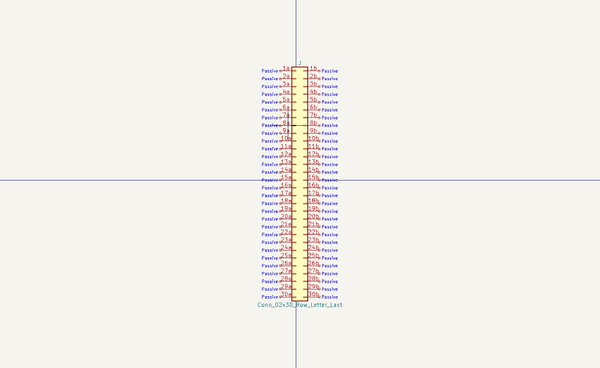 J
Passive 1a 1b Passive
Passive 2a 2b Passive
Passive 3a 3b Passive
Passive 4a 4b Passive
Passive 5a 5b Passive
Passive 6a 6b Passive
Passive 7a 7b Passive
Passive 8a 8b Passive
Passive 9a 9b Passive
Passive 10a 10b Passive
Passive 11a 11b Passive
Passive 12a 12b Passive
Passive 13a 13b Passive
Passive 14a 14b Passive
Passive 15a 15b Passive
Passive 16a 16b Passive
Passive 17a 17b Passive
Passive 18a 18b Passive
Passive 19a 19b Passive
Passive 20a 20b Passive
Passive 21a 21b Passive
Passive 22a 22b Passive
Passive 23a 23b Passive
Passive 24a 24b Passive
Passive 25a 25b Passive
Passive 26a 26b Passive
Passive 27a 27b Passive
Passive 28a 28b Passive
Passive 29a 29b Passive
Passive 30a 30b Passive
Conn_02x30_Row_Letter_Last